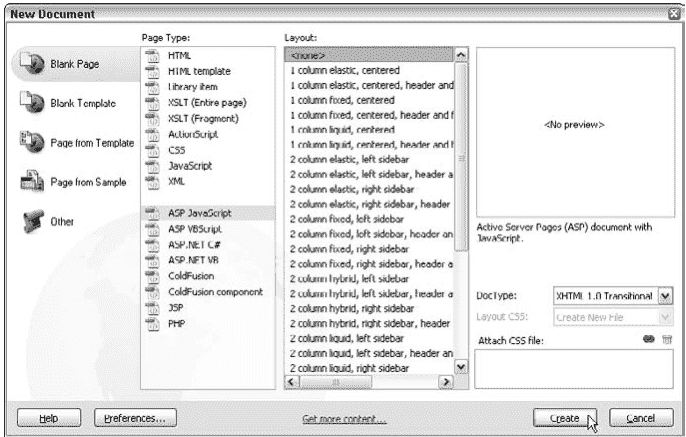 New Document
Blank Page
Blank Template
Page from Template
Page from Sample
Other
Page Type:
HTML
HTML template
Library item
XSLT (Entire page)
XSLT (Fragment)
ActionScript
CSS
JavaScript
XML
ASP JavaScript
ASP VBScript
ASP.NET C#
ASP.NET VB
ColdFusion
ColdFusion component
JSP
PHP
Layout:
<none>
1 column elastic, centered
1 column elastic, centered, header and
1 column fixed, centered
1 column fixed, centered, header and f
1 column liquid, centered
1 column liquid, centered, header and f
2 column elastic, left sidebar
2 column elastic, left sidebar, header a
2 column elastic, right sidebar
2 column elastic, right sidebar, header
2 column fixed, left sidebar
2 column fixed, left sidebar, header an
2 column fixed, right sidebar
2 column fixed, right sidebar, header a
2 column hybrid, left sidebar
2 column hybrid, left sidebar, header a
2 column hybrid, right sidebar
2 column hybrid, right sidebar, header
2 column liquid, left sidebar
2 column liquid, left sidebar, header an
2 column liquid, right sidebar
<No preview>
Active Server Pages (ASP) document with
JavaScript.
DocType:
XHTML 1.0 Transitional
Layout CSS:
Create New File
Attach CSS file:
Help
Preferences...
Get more content...
Create
Cancel